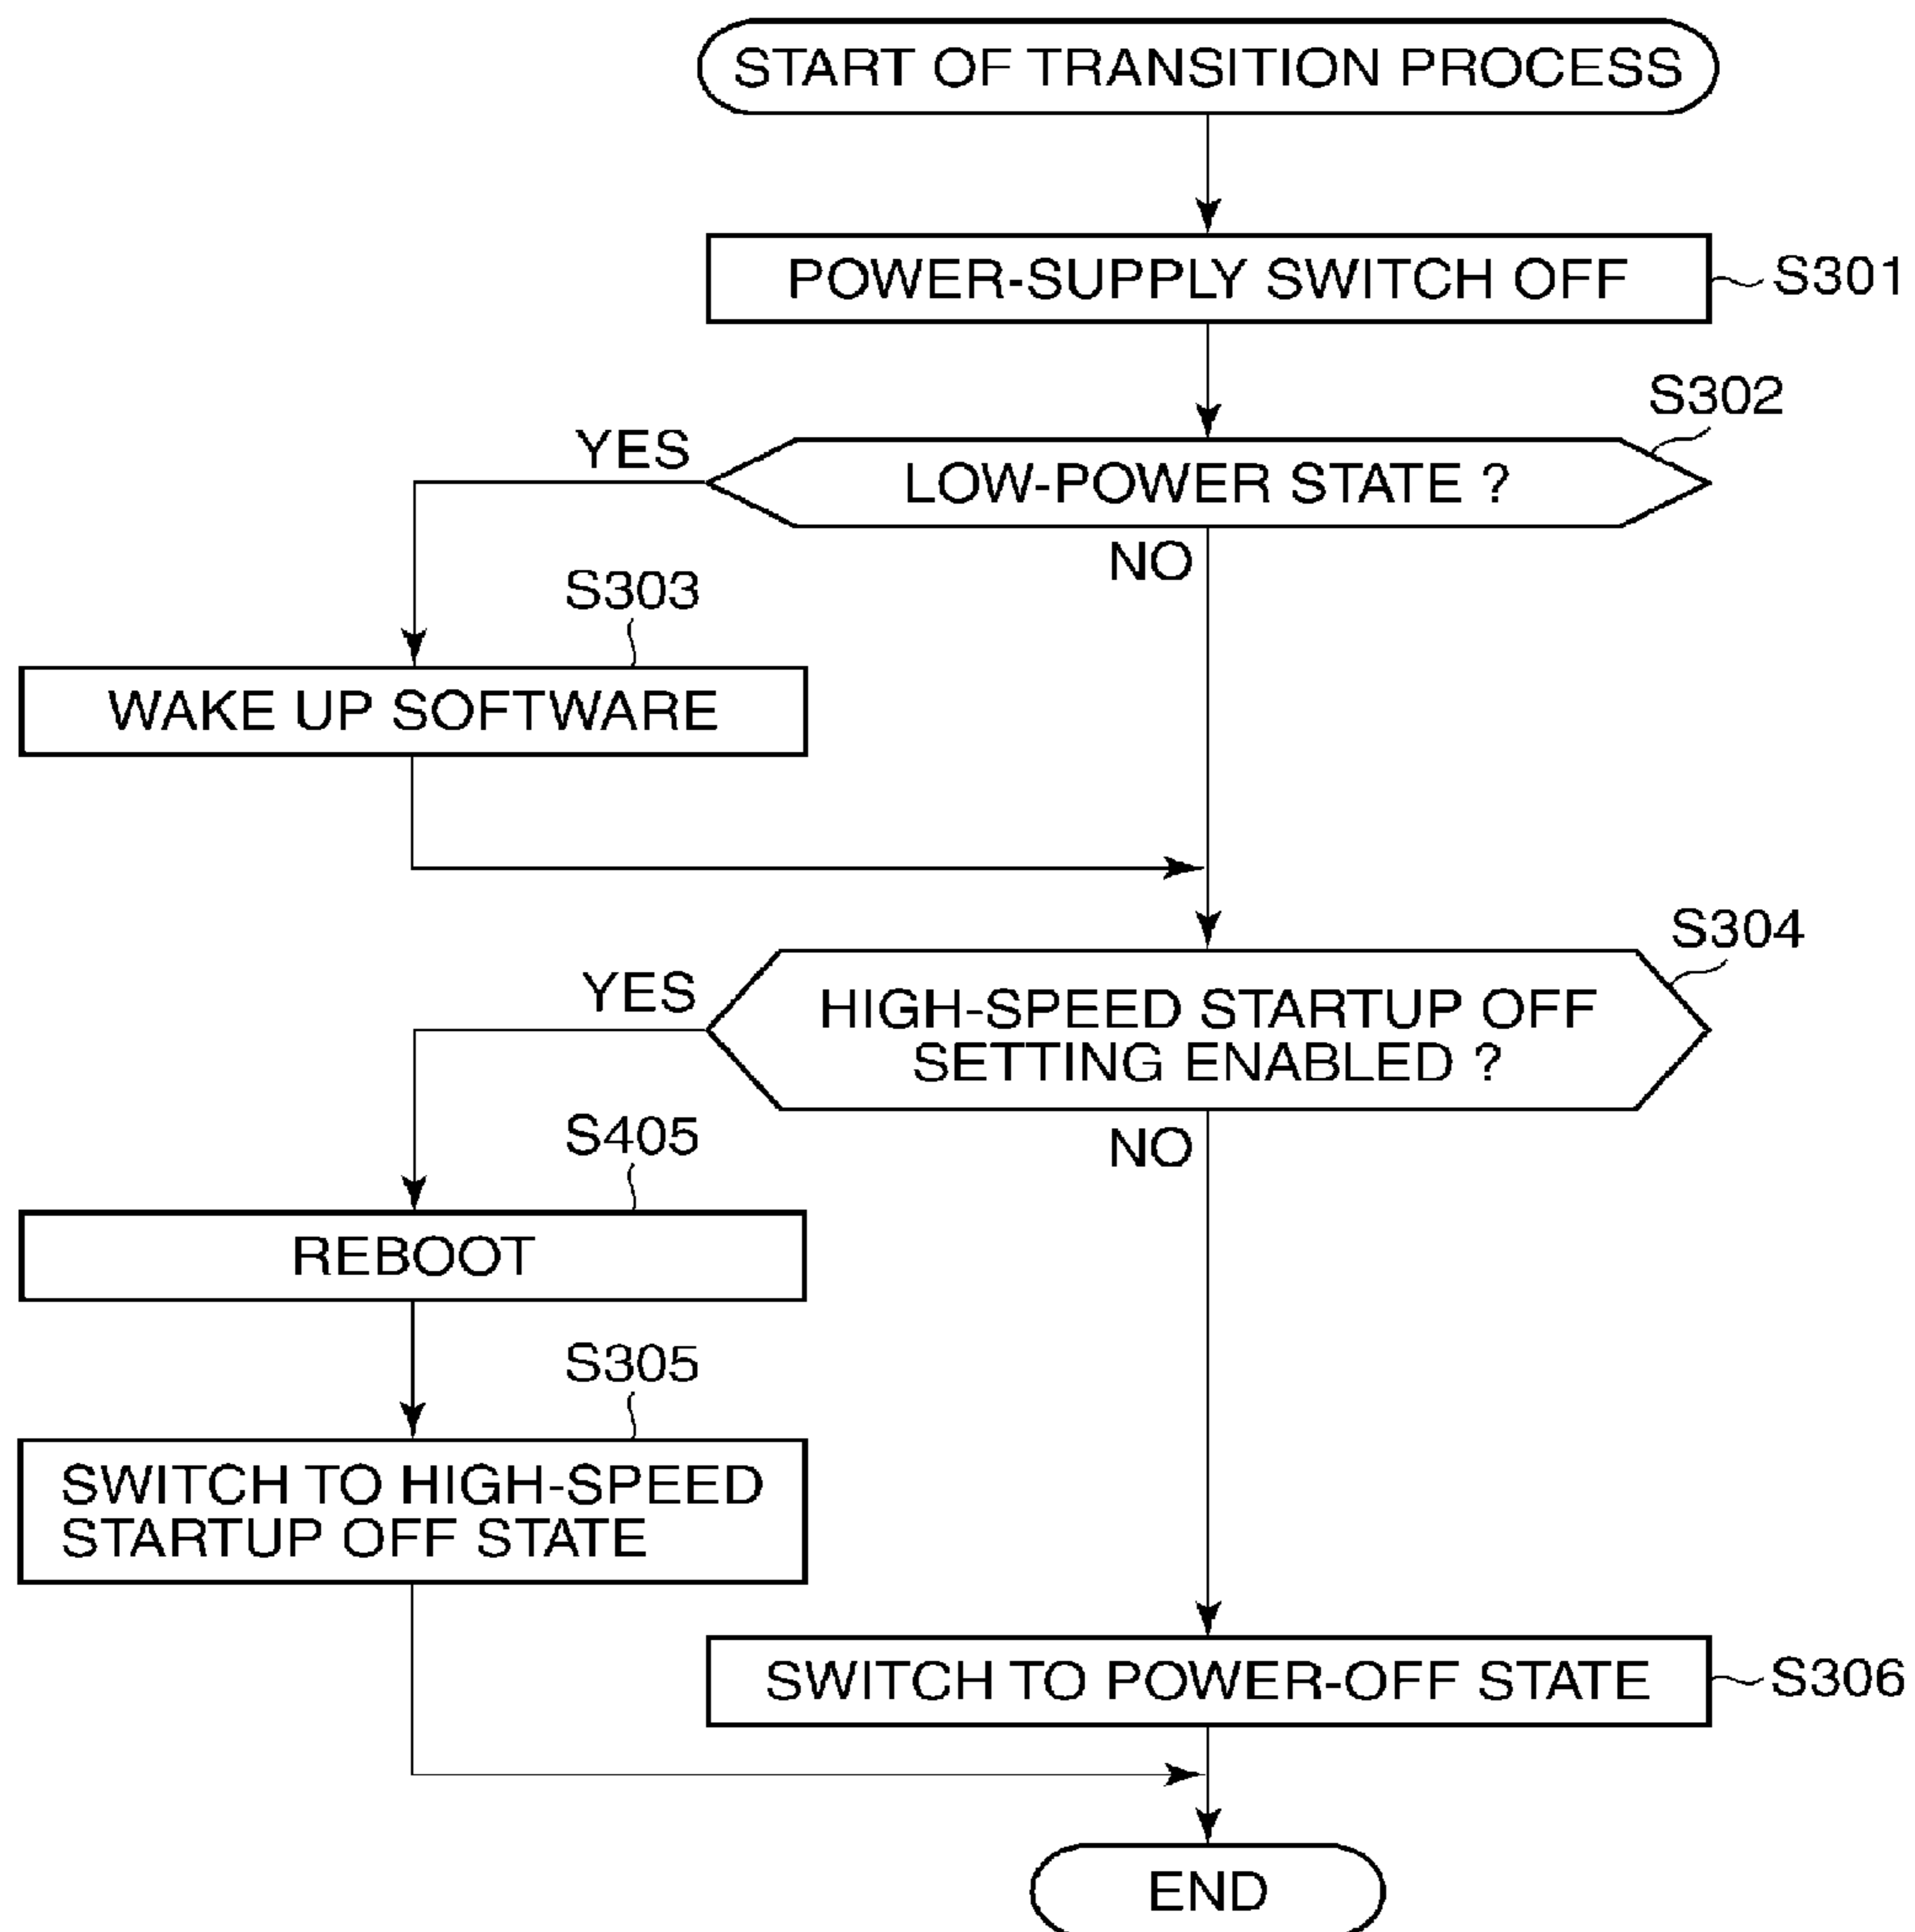 START OF TRANSITION PROCESS
POWER-SUPPLY SWITCH OFF
S301
S302
YES
LOW-POWER STATE ?
NO
S303
WAKE UP SOFTWARE
S304
YES
HIGH-SPEED STARTUP OFF
SETTING ENABLED ?
NO
S405
REBOOT
S305
SWITCH TO HIGH-SPEED
STARTUP OFF STATE
SWITCH TO POWER-OFF STATE
S306
END